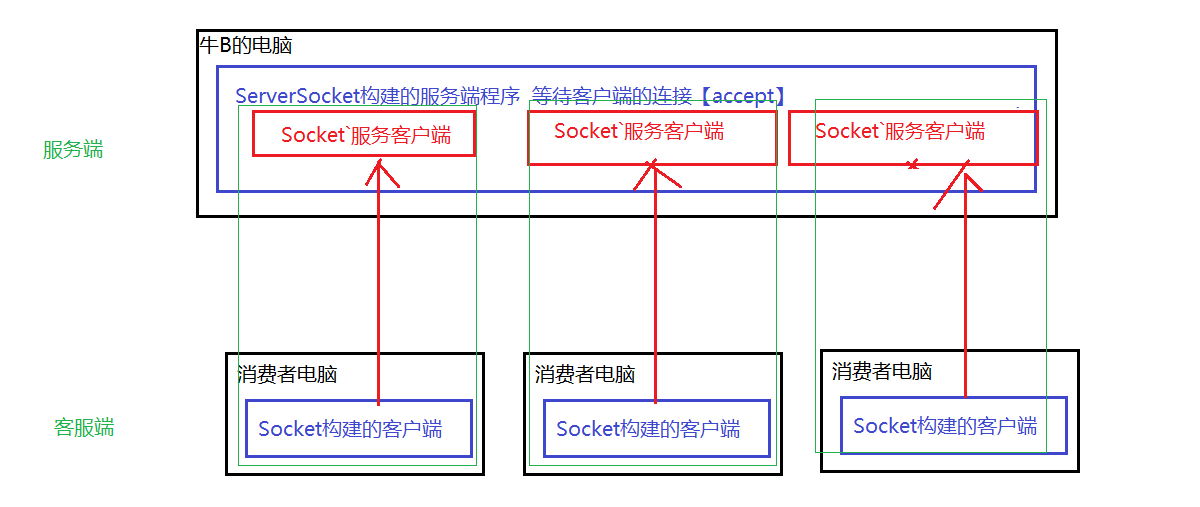 牛B的电脑
ServerSocket构建的服务端程序 等待客户端的连接【accept】
Socket`服务客户端
Socket`服务客户端
Socket`服务客户端
服务端
消费者电脑
消费者电脑
消费者电脑
客服端
Socket构建的客户端
Socket构建的客户端
Socket构建的客户端